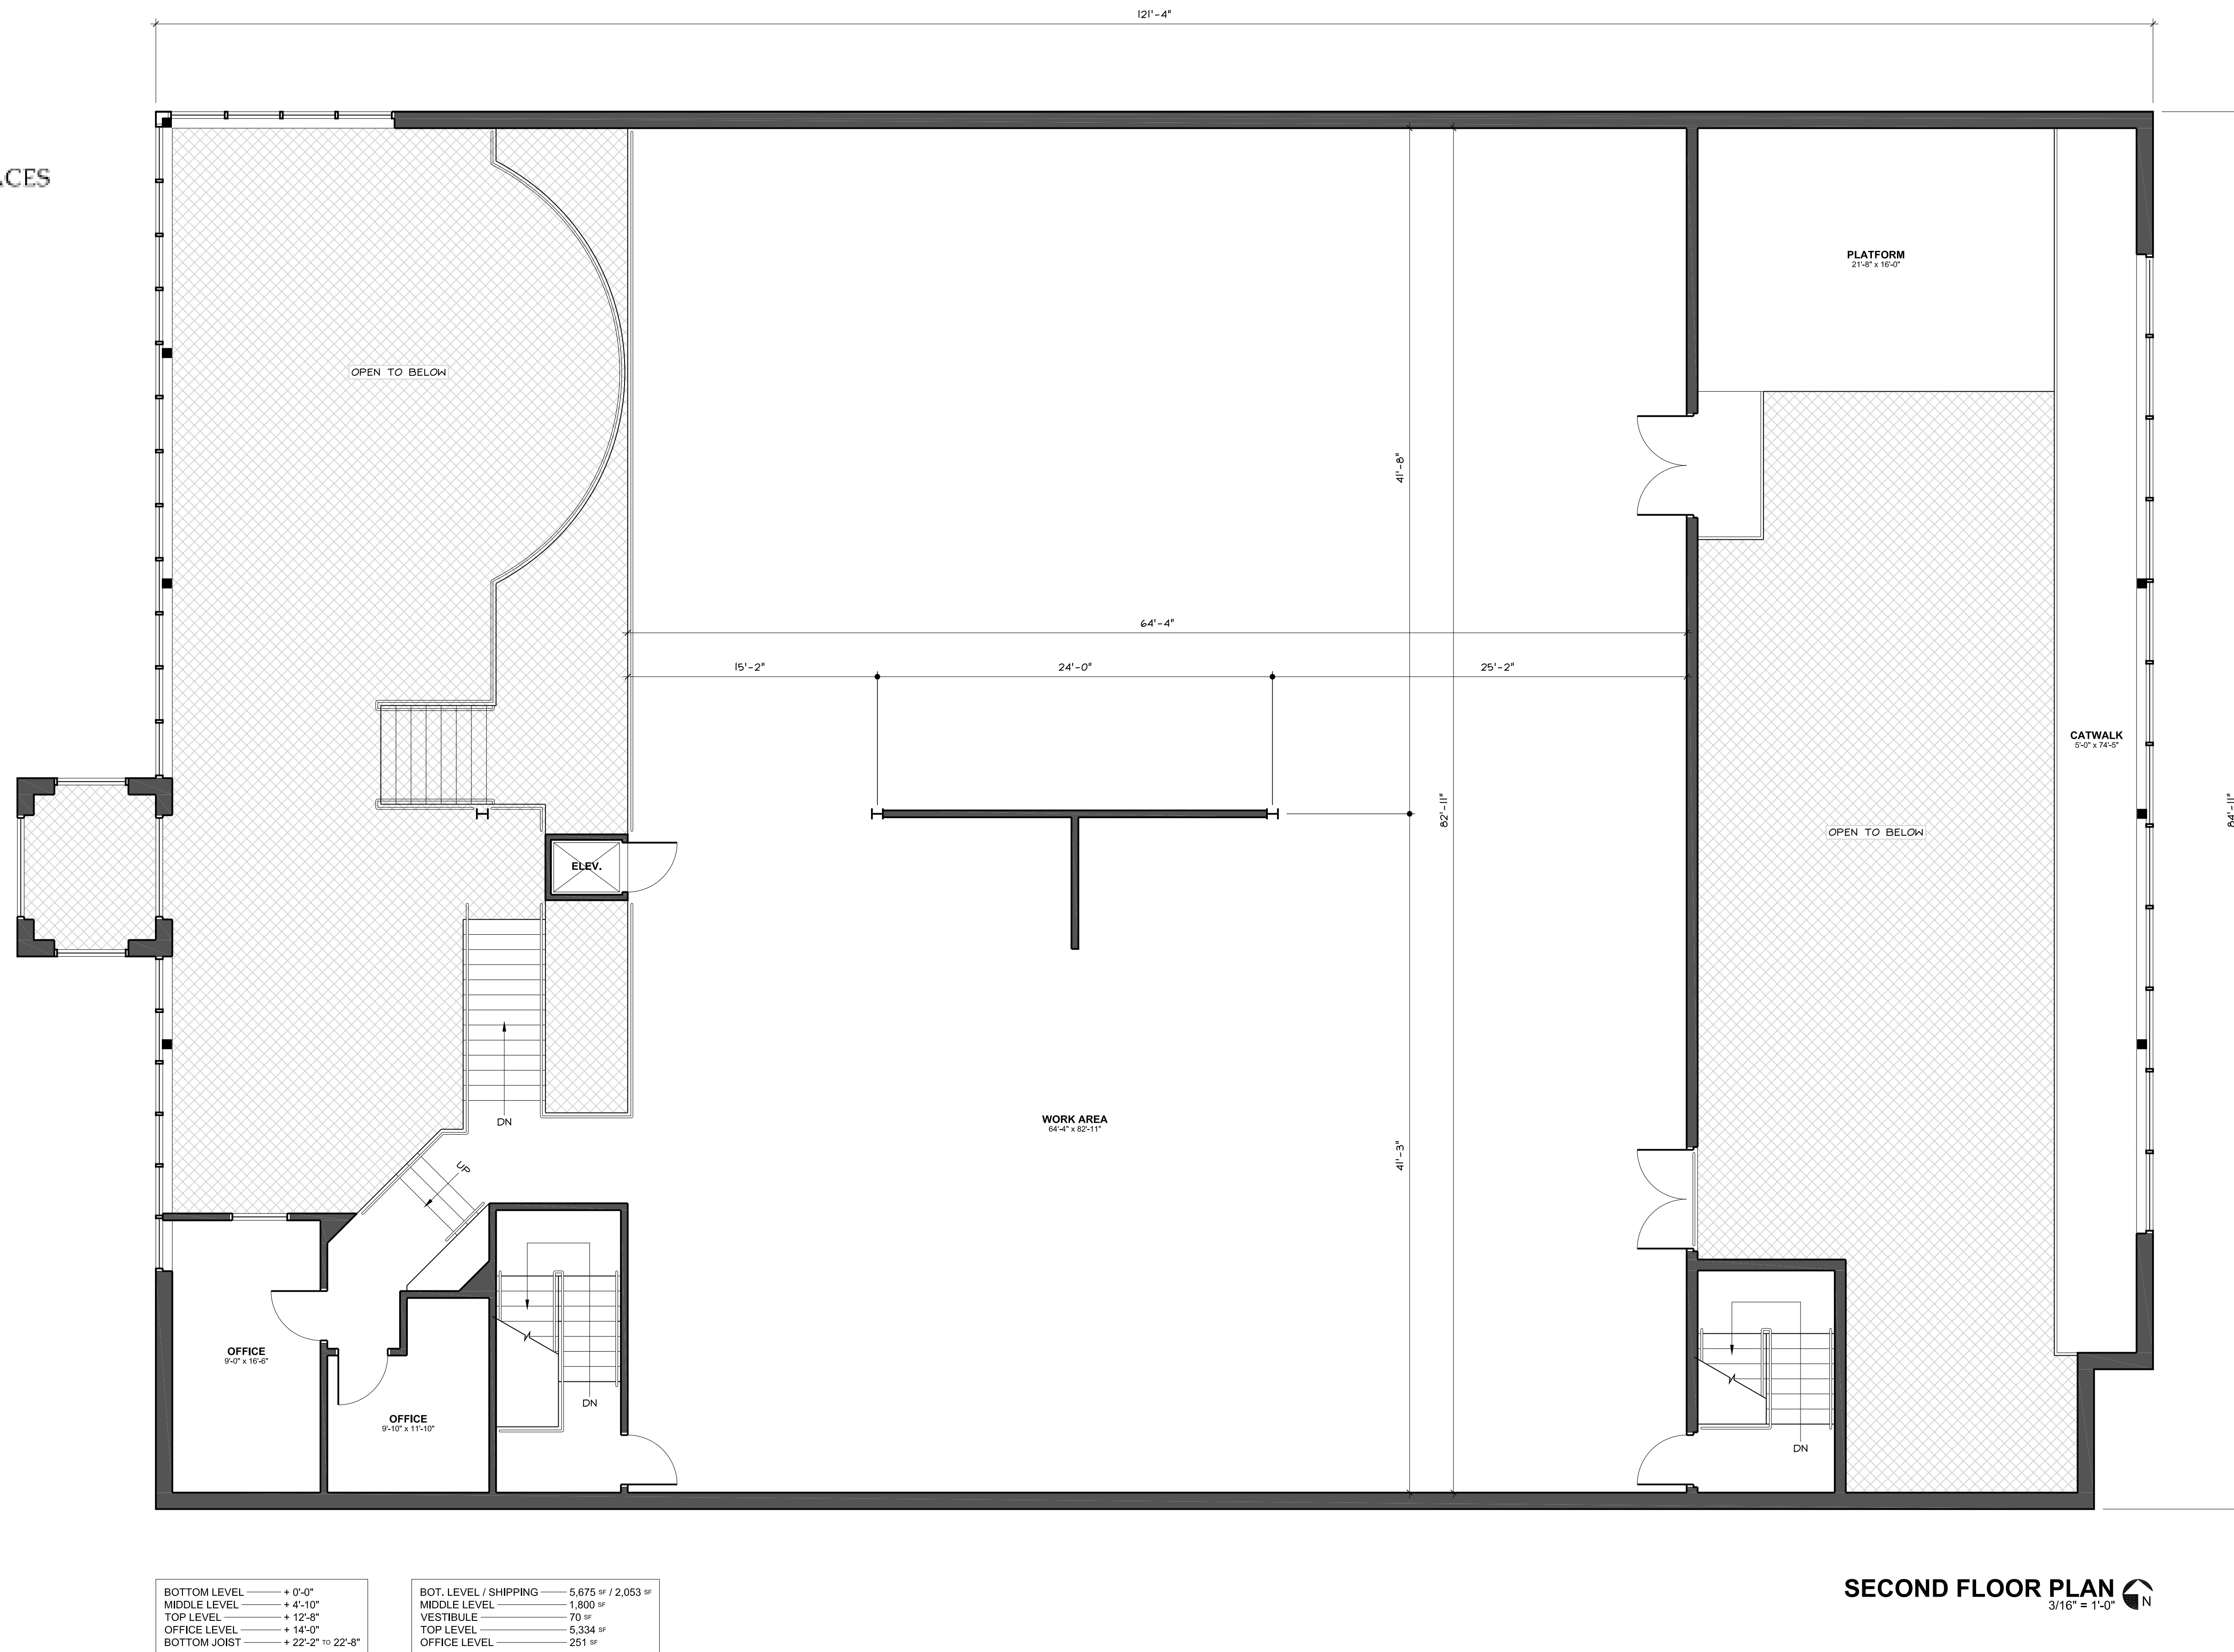 121'-4"
PLATFORM
21'-8" x 16'-0"
OPEN TO BELOW
41'-8"
64'-4"
15'-2"
24'-0"
25'-2"
CATWALK
5'-0" x 74'-5"
82'-11"
84'-11"
OPEN TO BELOW
ELEV.
DN
WORK AREA
64'-4" x 82'-11"
41'-3"
UP
OFFICE
9'-0" x 16'-6"
OFFICE
9'-10" x 11'-10"
DN
DN
BOTTOM LEVEL + 0'-0"
MIDDLE LEVEL + 4'-10"
TOP LEVEL + 12'-8"
OFFICE LEVEL + 14'-0"
BOTTOM JOIST + 22'-2" TO 22'-8"
BOT. LEVEL / SHIPPING 5,675 SF / 2,053 SF
MIDDLE LEVEL 1,800 SF
VESTIBULE 70 SF
TOP LEVEL 5,334 SF
OFFICE LEVEL 251 SF
SECOND FLOOR PLAN
3/16" = 1'-0"
N